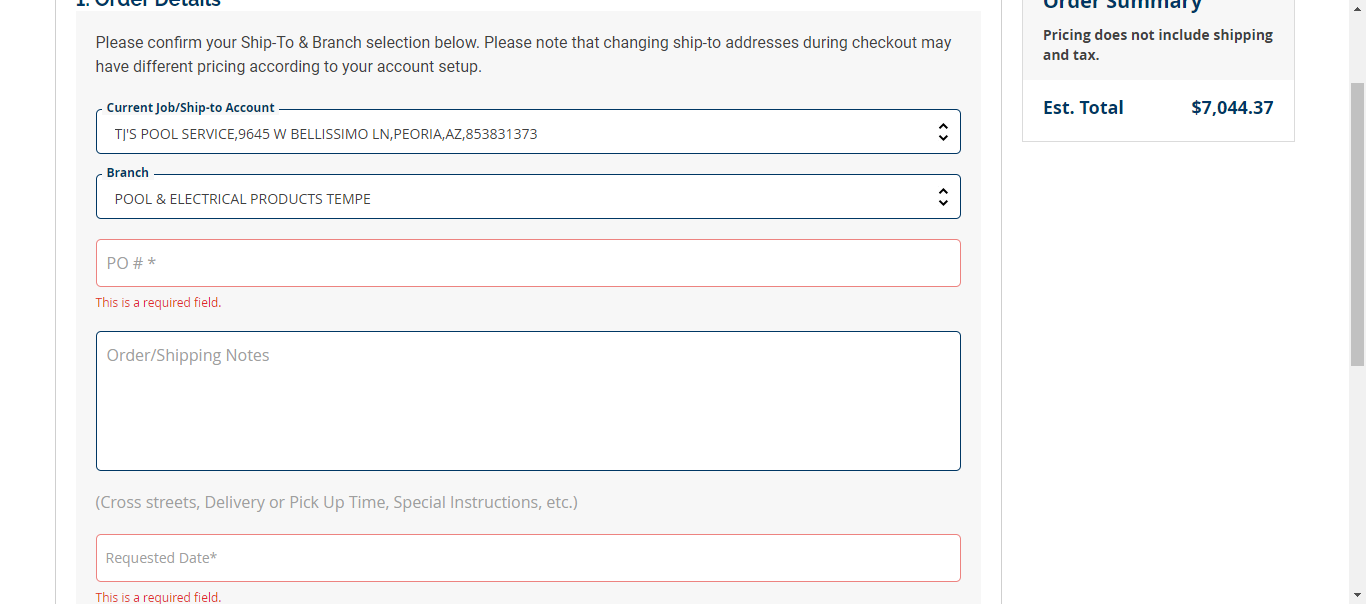 1. Order Details
Please confirm your Ship-To & Branch selection below. Please note that changing ship-to addresses during checkout may
have different pricing according to your account setup.
Current Job/Ship-to Account
TJ'S POOL SERVICE,9645 W BELLISSIMO LN,PEORIA,AZ,853831373
Branch
POOL & ELECTRICAL PRODUCTS TEMPE
PO # *
This is a required field.
Order/Shipping Notes
(Cross streets, Delivery or Pick Up Time, Special Instructions, etc.)
Requested Date*
This is a required field.
Order Summary
Pricing does not include shipping
and tax.
Est. Total $7,044.37